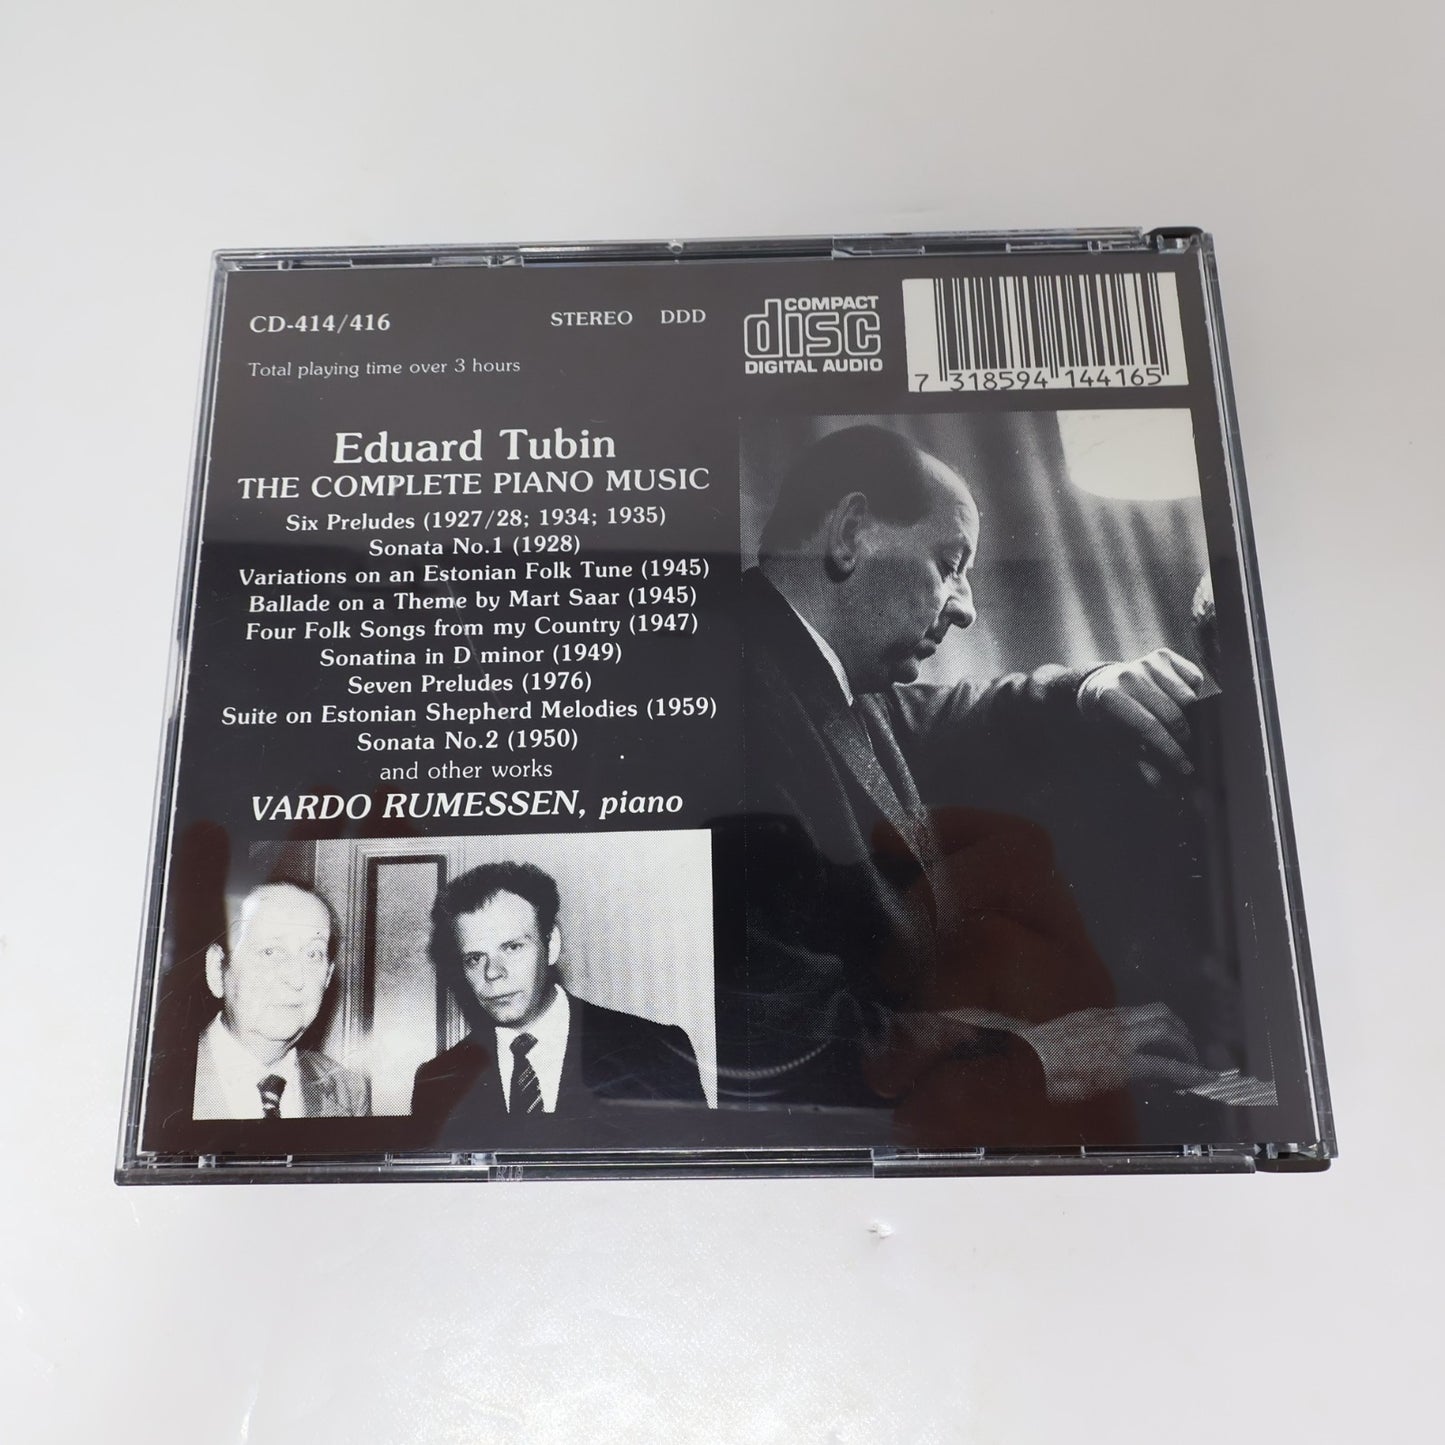 CD-414/416
STEREO DDD
COMPACT
disc
DIGITAL AUDIO
7 318594 144165
Total playing time over 3 hours
Eduard Tubin
THE COMPLETE PIANO MUSIC
Six Preludes (1927/28; 1934; 1935)
Sonata No.1 (1928)
Variations on an Estonian Folk Tune (1945)
Ballade on a Theme by Mart Saar (1945)
Four Folk Songs from my Country (1947)
Sonatina in D minor (1949)
Seven Preludes (1976)
Suite on Estonian Shepherd Melodies (1959)
Sonata No.2 (1950)
and other works
VARDO RUMESSEN, piano